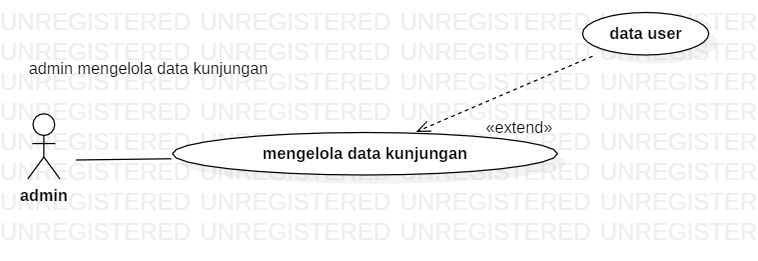 UNREGISTERED UNREGISTERED UNREGISTERED UNREGISTER
data user
UNREGISTERED UNREGISTERED UNREGISTERED UNREGISTER
admin mengelola data kunjungan
UNREGISTERED UNREGISTERED UNREGISTERED UNREGISTER
UNREGISTERED UNREGISTERED UNREGISTERED UNREGISTER
«extend»
UNREGISTERED UNREGISTERED UNREGISTERED UNREGISTER
mengelola data kunjungan
UNREGISTERED UNREGISTERED UNREGISTERED UNREGISTER
admin
UNREGISTERED UNREGISTERED UNREGISTERED UNREGISTER
UNREGISTERED UNREGISTERED UNREGISTERED UNREGISTER